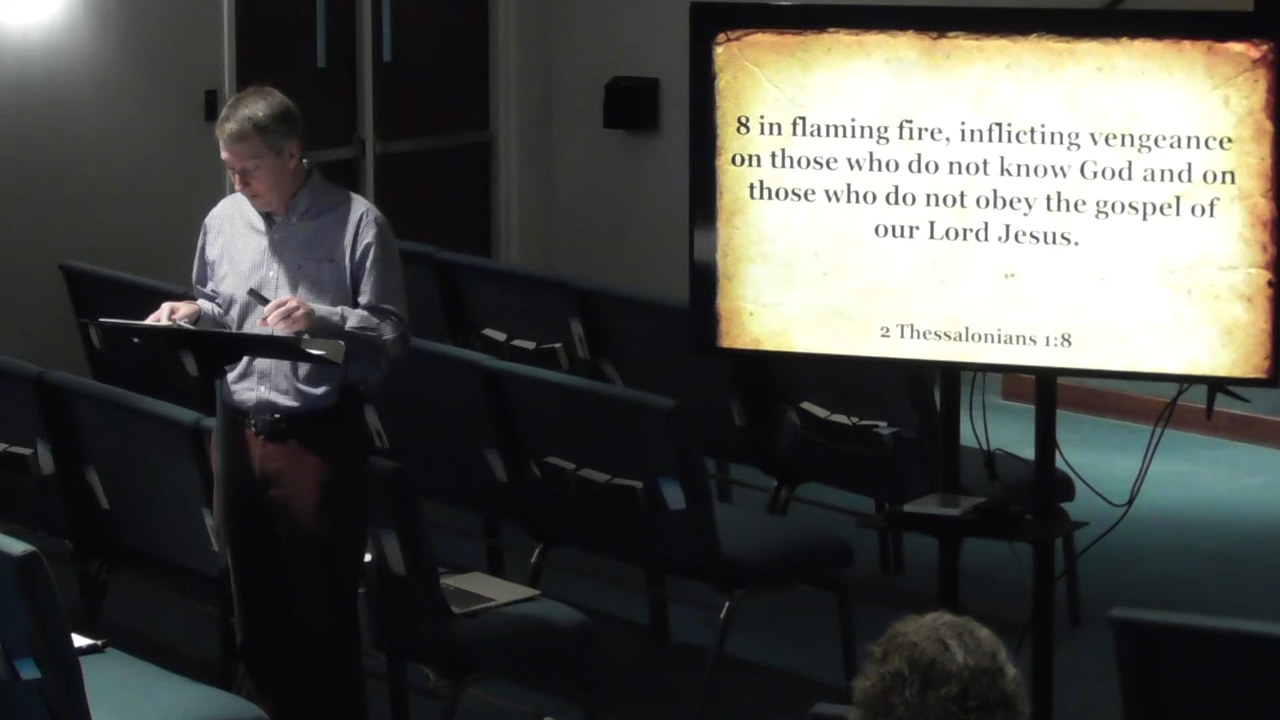 8 in flaming fire, inflicting vengeance
on those who do not know God and on
those who do not obey the gospel of
our Lord Jesus.
2 Thessalonians 1:8